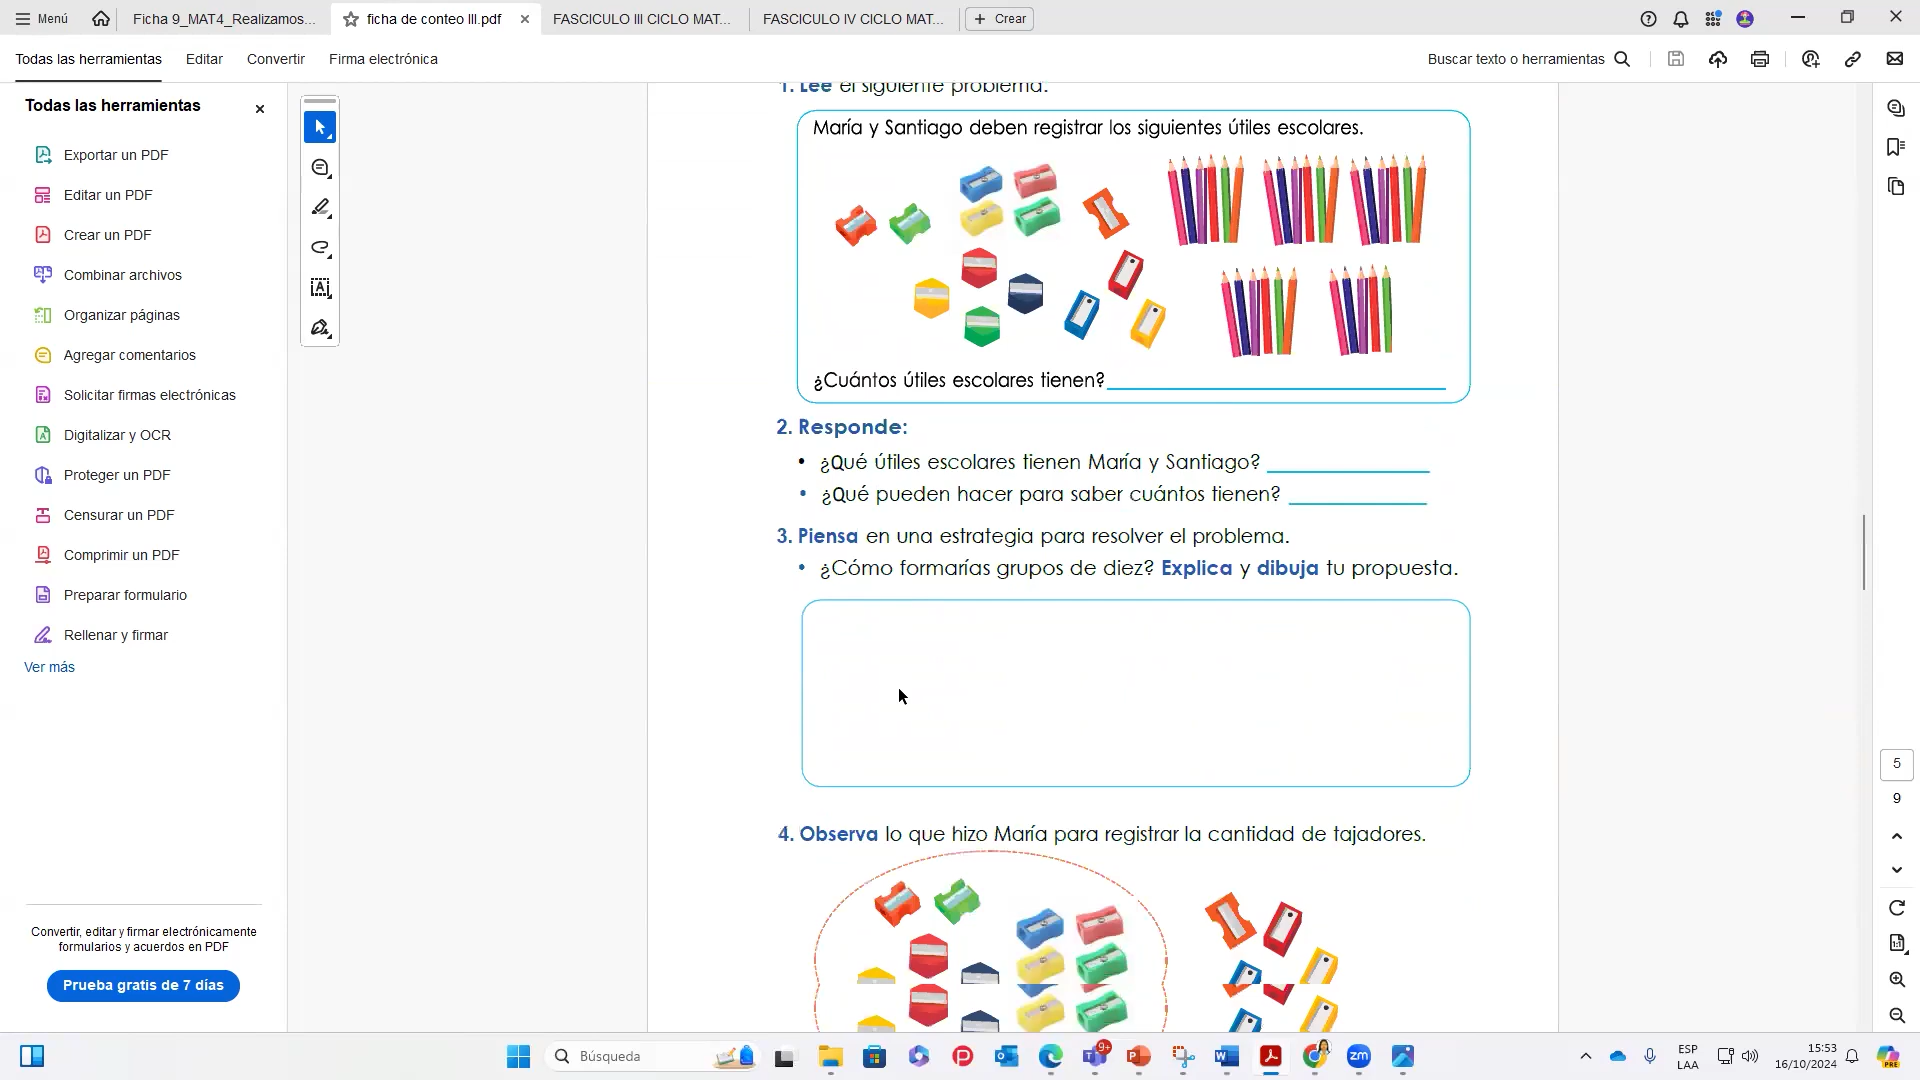 Menú
Ficha 9_MAT4_Realizamos...
ficha de conteo III.pdf
FASCICULO III CICLO MAT...
FASCICULO IV CICLO MAT...
Crear
Todas las herramientas
Editar
Convertir
Firma electrónica
Buscar texto o herramientas
Todas las herramientas
Exportar un PDF
Editar un PDF
Crear un PDF
Combinar archivos
Organizar páginas
Agregar comentarios
Solicitar firmas electrónicas
Digitalizar y OCR
Proteger un PDF
Censurar un PDF
Comprimir un PDF
Preparar formulario
Rellenar y firmar
Ver más
Convertir, editar y firmar electrónicamente
formularios y acuerdos en PDF
Prueba gratis de 7 días
1. Lee el siguiente problema.
María y Santiago deben registrar los siguientes útiles escolares.
¿Cuántos útiles escolares tienen?
2. Responde:
• ¿Qué útiles escolares tienen María y Santiago?
• ¿Qué pueden hacer para saber cuántos tienen?
3. Piensa en una estrategia para resolver el problema.
• ¿Cómo formarías grupos de diez? Explica y dibuja tu propuesta.
4. Observa lo que hizo María para registrar la cantidad de tajadores.
5
9
1:1
Búsqueda
9+
zm
ESP
LAA
15:53
16/10/2024
PRE